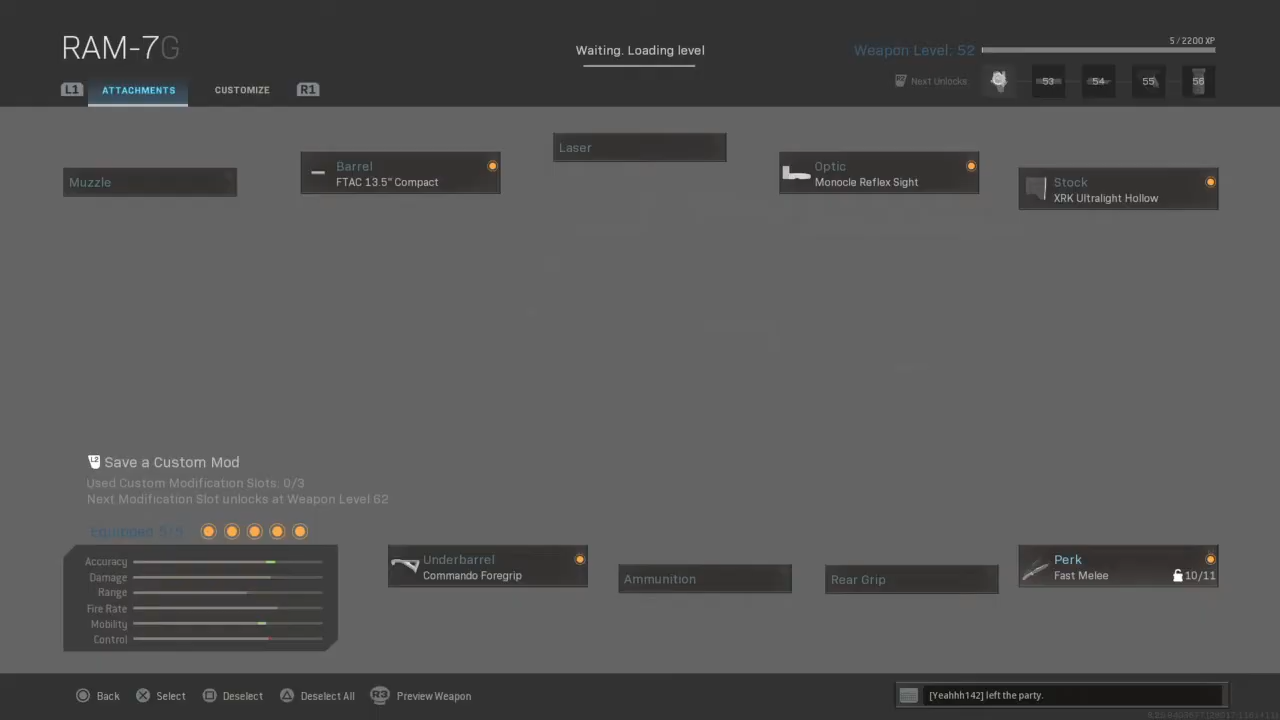 RAM-7G
Waiting. Loading level
Weapon Level: 52
5 / 2200 XP
L1
ATTACHMENTS
CUSTOMIZE
R1
Next Unlocks:
53
54
55
56
Laser
Barrel
FTAC 13.5" Compact
Optic
Monocle Reflex Sight
Muzzle
Stock
XRK Ultralight Hollow
L2 Save a Custom Mod
Used Custom Modification Slots: 0/3
Next Modification Slot unlocks at Weapon Level 62
Equipped 5/5
Accuracy
Damage
Range
Fire Rate
Mobility
Control
Underbarrel
Commando Foregrip
Ammunition
Rear Grip
Perk
Fast Melee
10/11
Back
Select
Deselect
Deselect All
R3
Preview Weapon
[Yeahhh142] left the party.